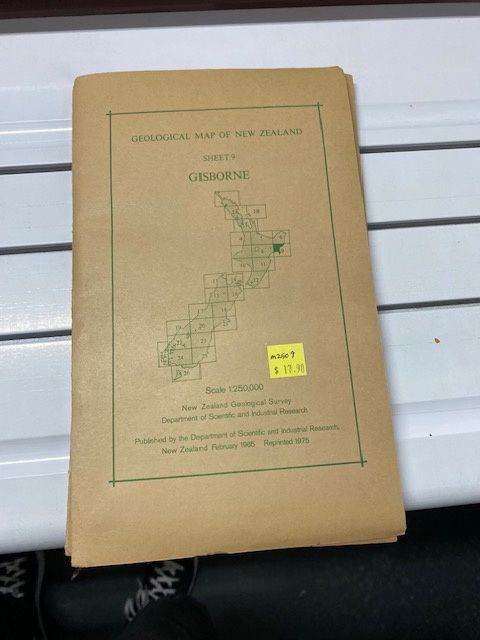 GEOLOGICAL MAP OF NEW ZEALAND
SHEET 9
GISBORNE
m250 9
$ 17.90
Scale 1:250,000
New Zealand Geological Survey
Department of Scientific and Industrial Research
Published by the Department of Scientific and Industrial Research,
New Zealand February 1965 Reprinted 1975